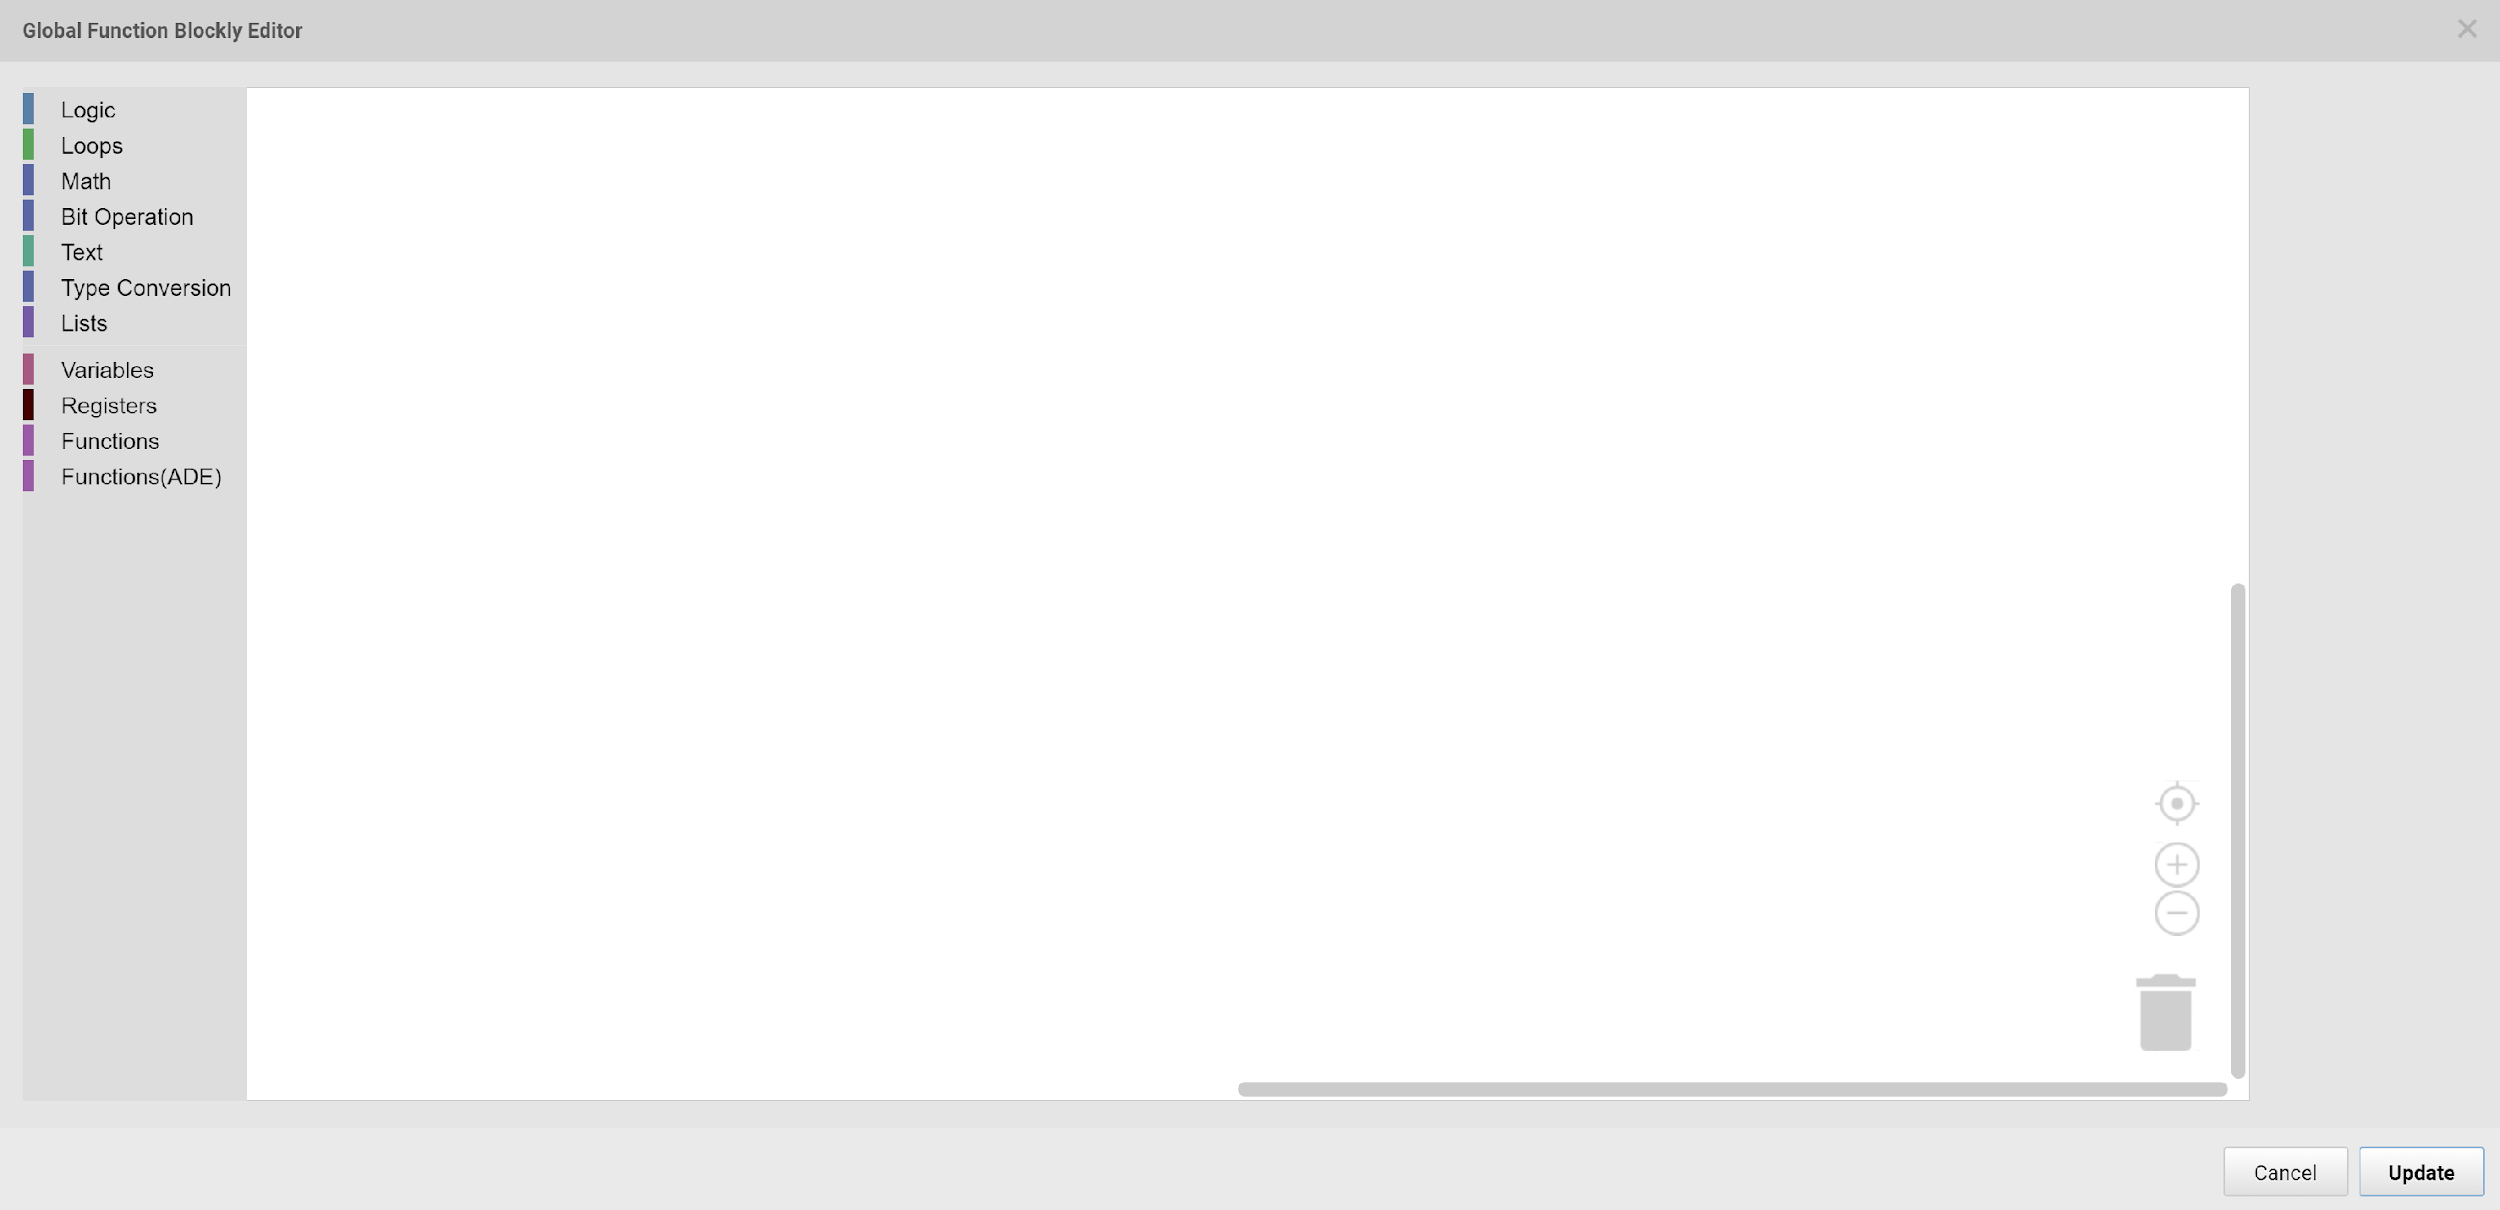 Global Function Blockly Editor
Logic
Loops
Math
Bit Operation
Text
Type Conversion
Lists
Variables
Registers
Functions
Functions(ADE)
Cancel
Update